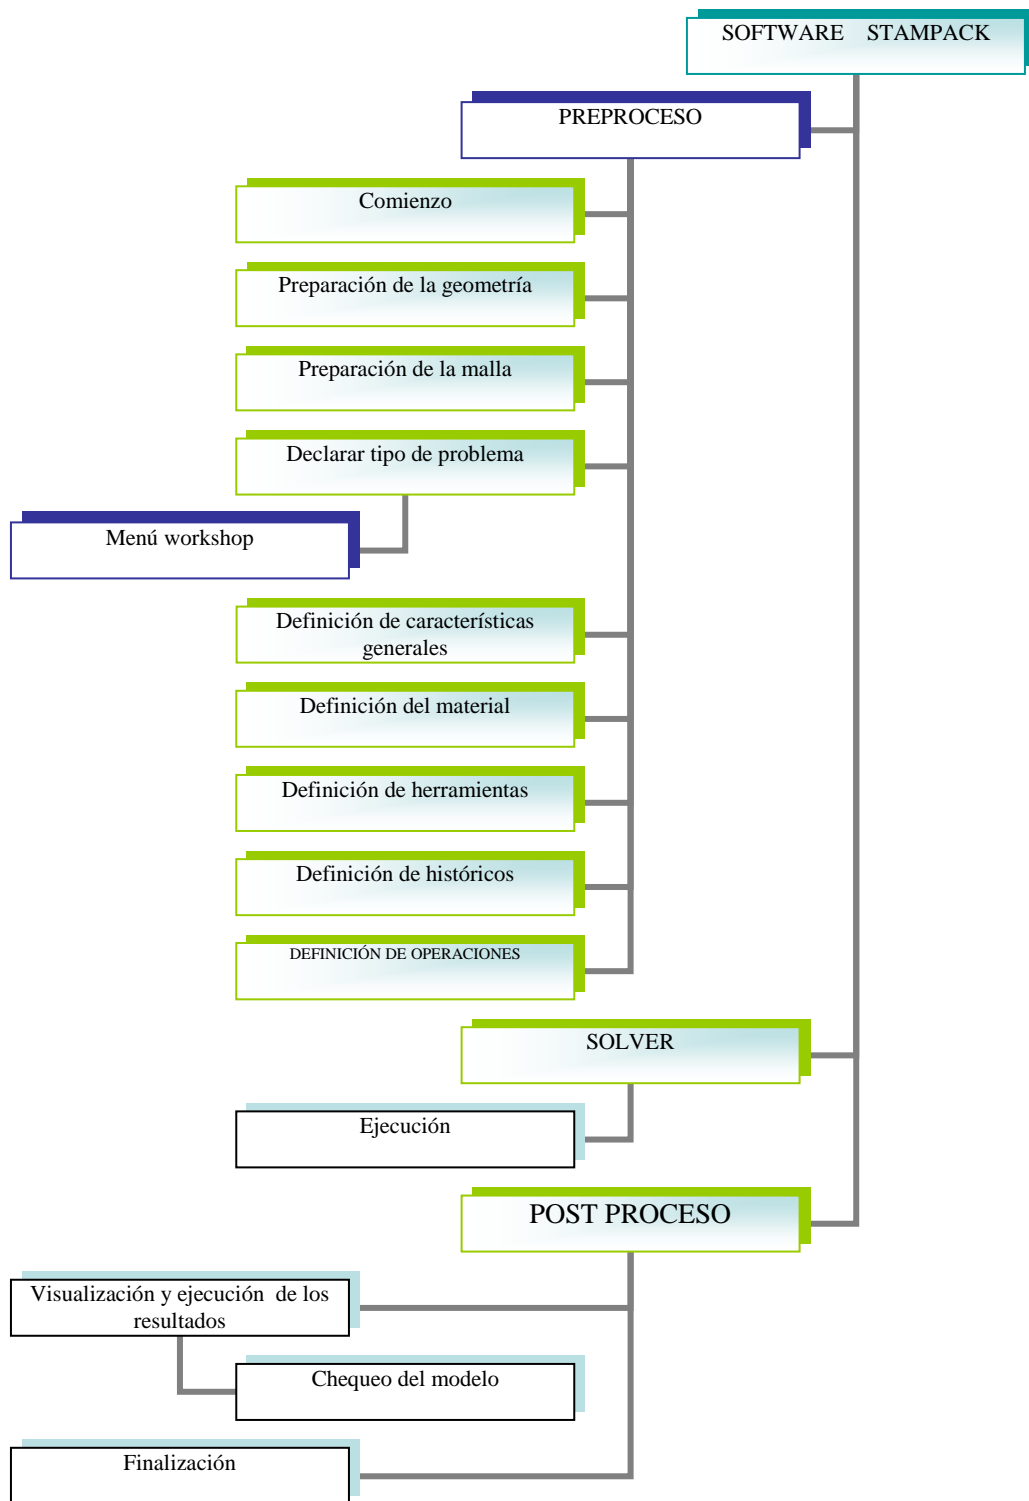 SOFTWARE STAMPACK
PREPROCESO
Comienzo
Preparación de la geometría
Preparación de la malla
Declarar tipo de problema
Menú workshop
Definición de características
generales
Definición del material
Definición de herramientas
Definición de históricos
DEFINICIÓN DE OPERACIONES
SOLVER
Ejecución
POST PROCESO
Visualización y ejecución de los
resultados
Chequeo del modelo
Finalización